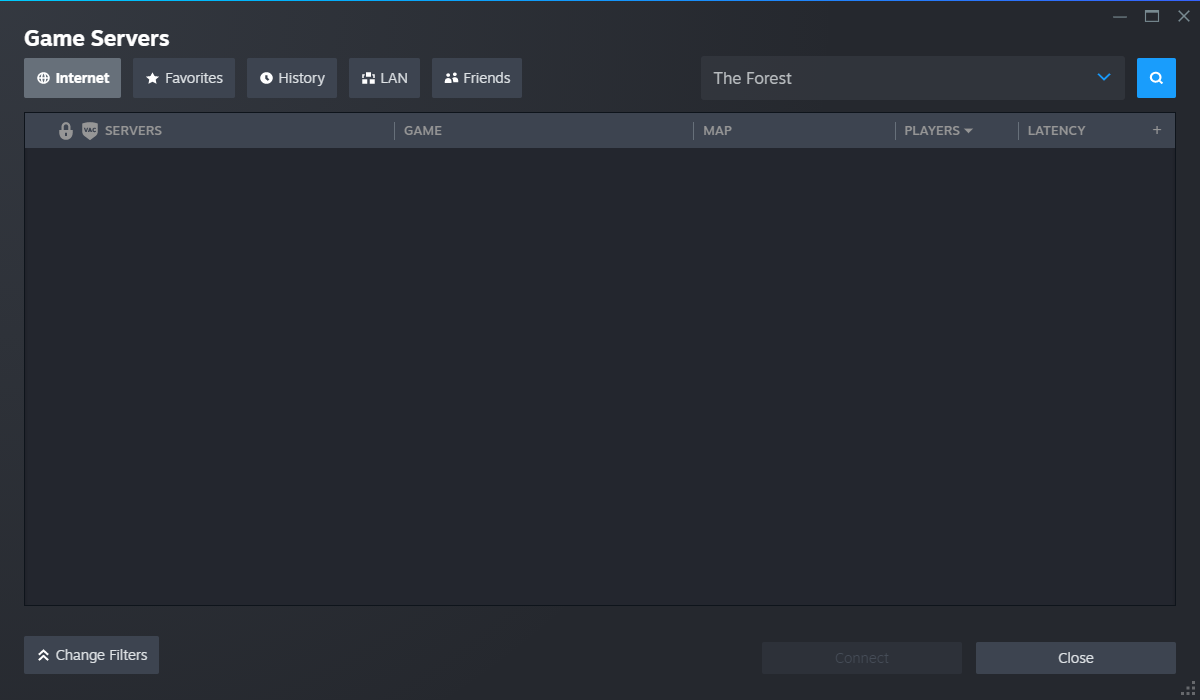 Game Servers
Internet Favorites History LAN Friends The Forest
VAC SERVERS GAME MAP PLAYERS LATENCY +
Change Filters Connect Close